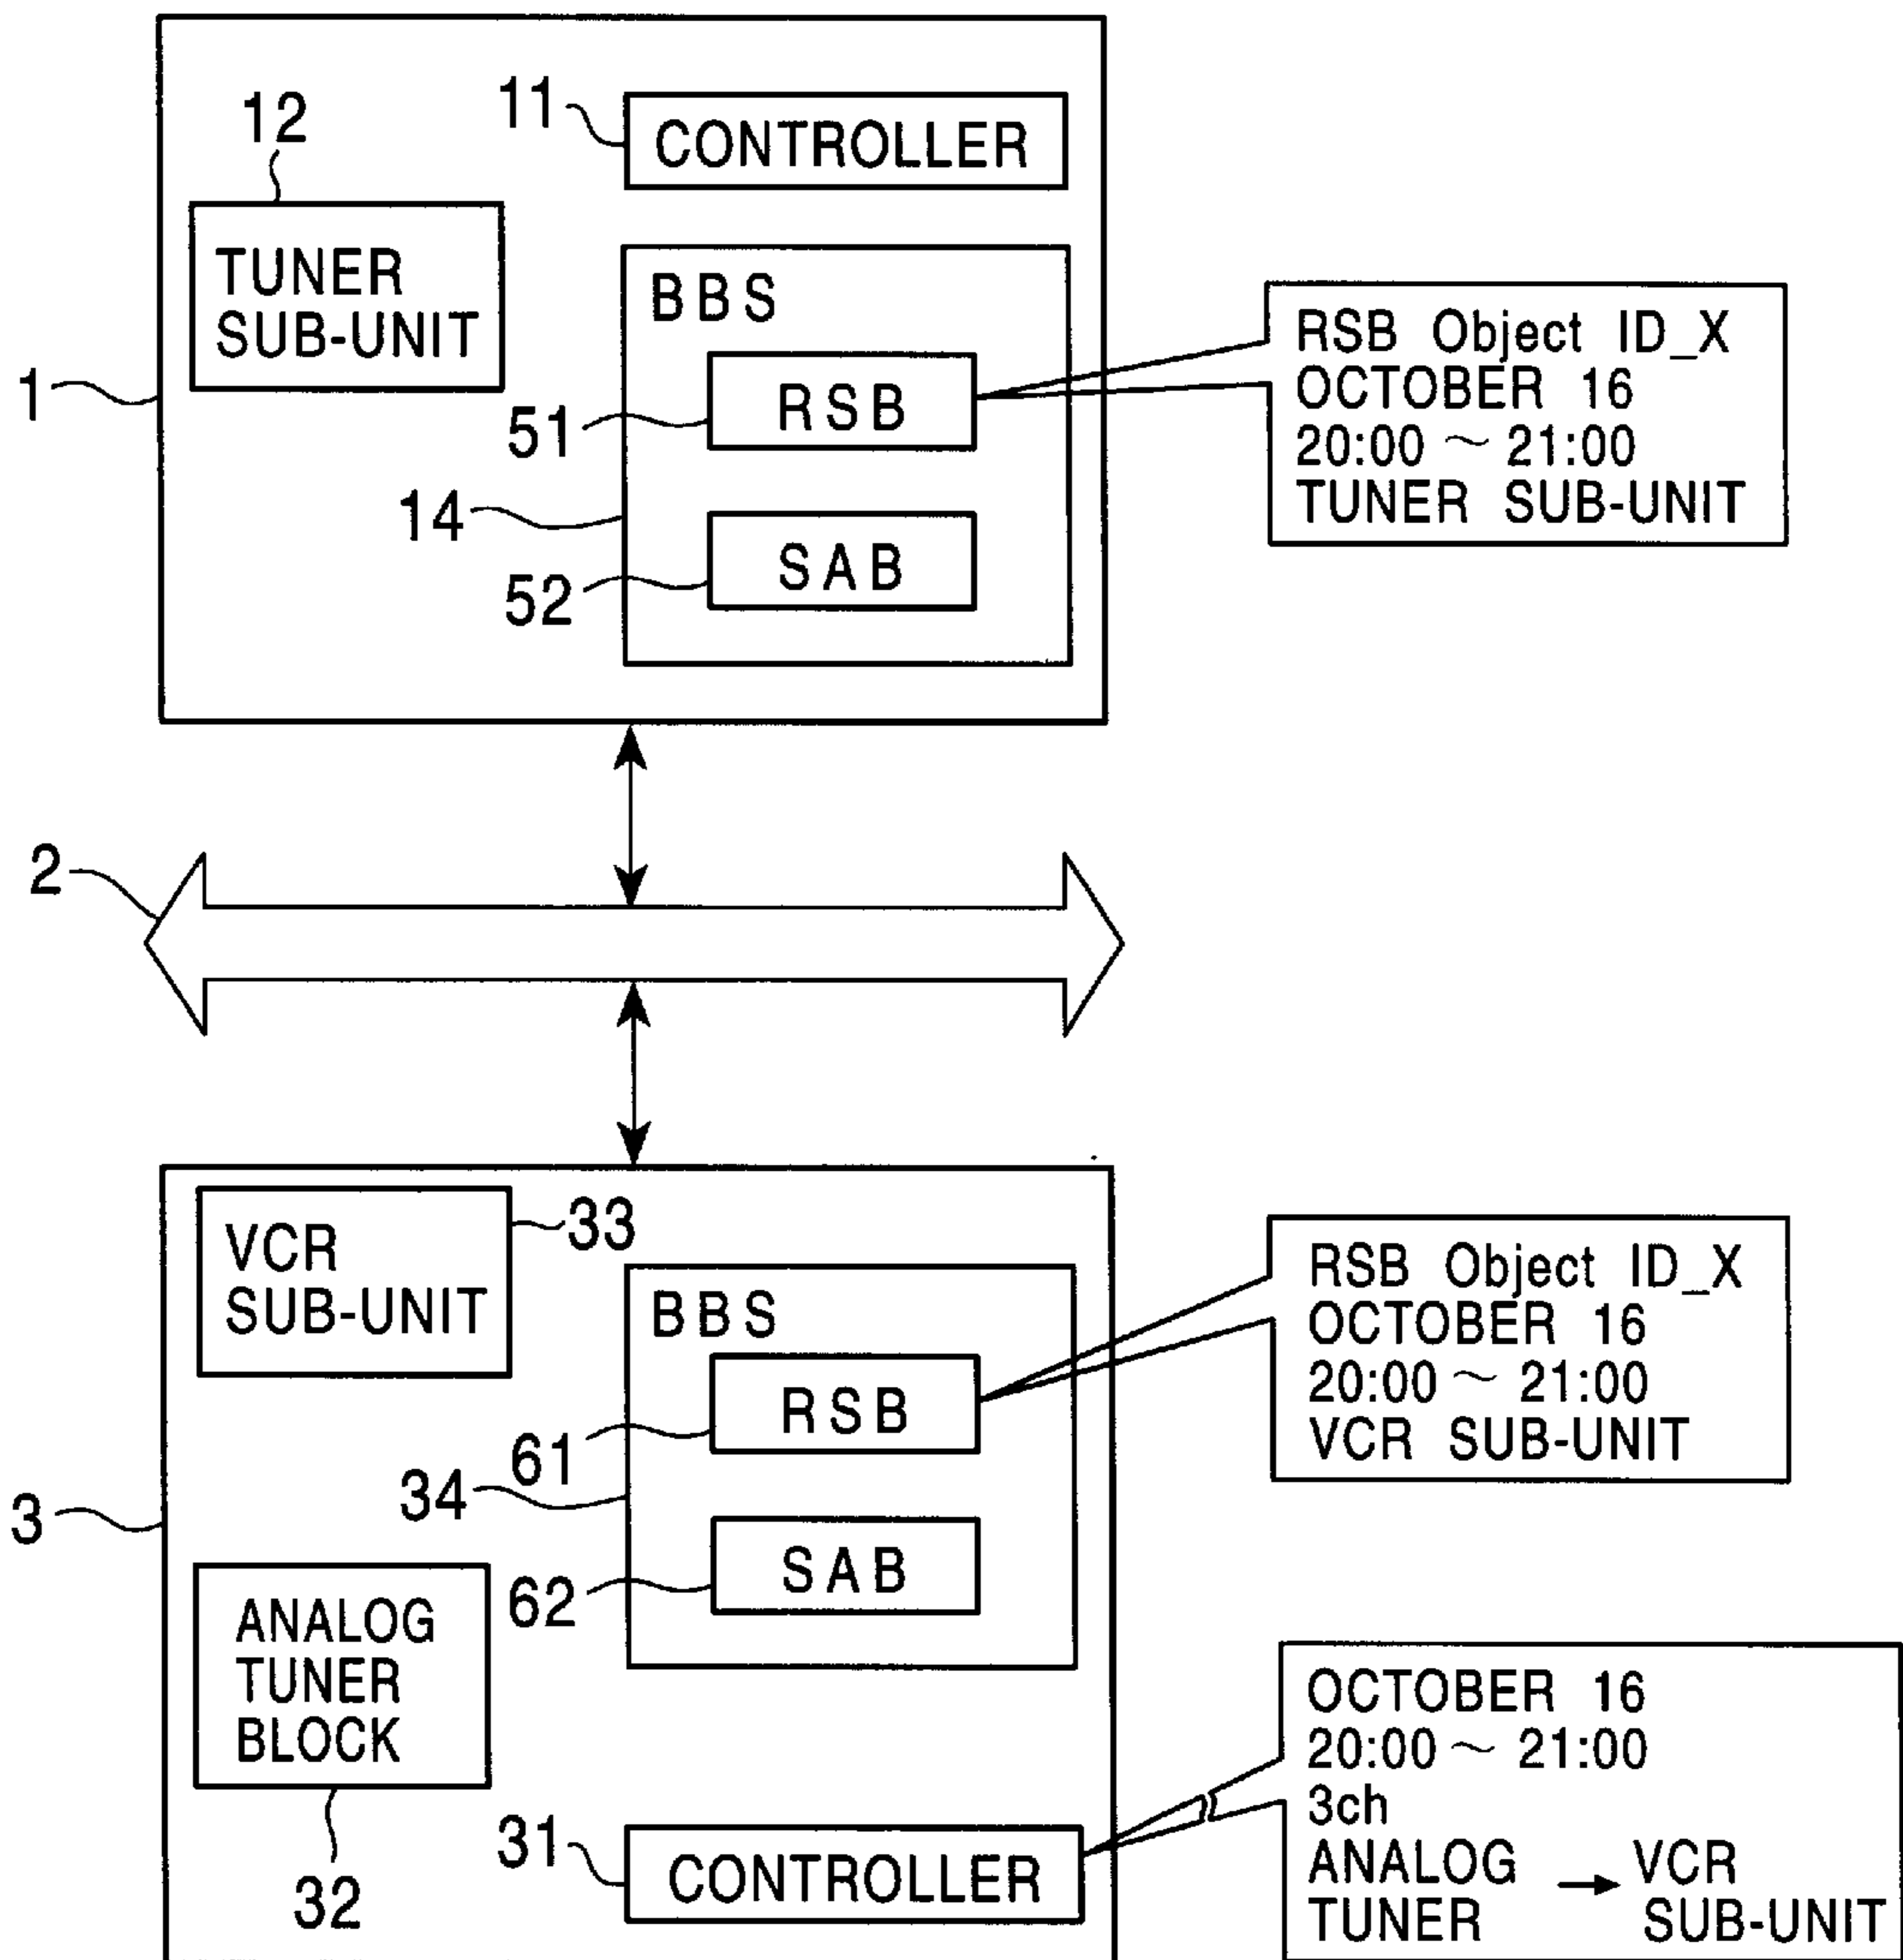 12
11
CONTROLLER
TUNER
SUB-UNIT
BBS
1
51
RSB
14
52
SAB
RSB Object ID_X
OCTOBER 16
20:00 ~ 21:00
TUNER SUB-UNIT
2
VCR
SUB-UNIT
33
BBS
RSB
61
34
3
SAB
62
RSB Object ID_X
OCTOBER 16
20:00 ~ 21:00
VCR SUB-UNIT
ANALOG
TUNER
BLOCK
32
31
CONTROLLER
OCTOBER 16
20:00 ~ 21:00
3ch
ANALOG → VCR
TUNER SUB-UNIT